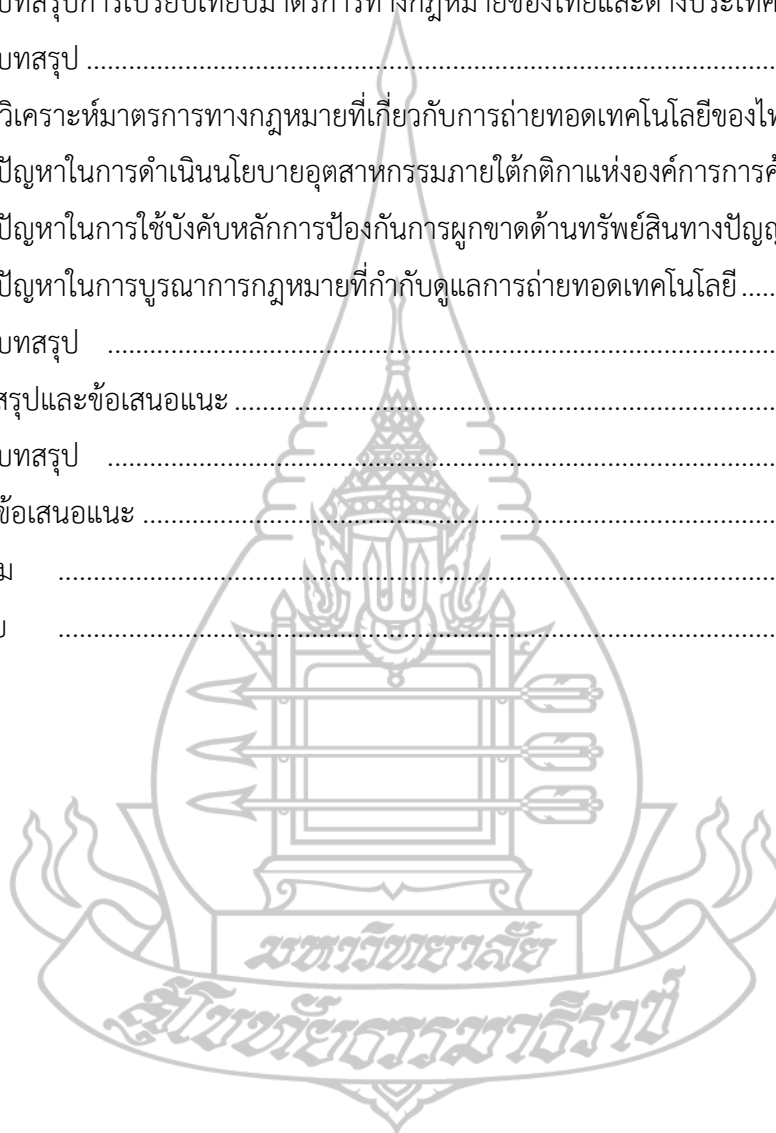 บทสรุปการเปรียบเทียบมาตรการทางกฎหมายของไทยและต่างประเทศ
บทสรุป ........................................................................
วิเคราะห์มาตรการทางกฎหมายที่เกี่ยวกับการถ่ายทอดเทคโนโลยีของไท
ปัญหาในการดำเนินนโยบายอุตสาหกรรมภายใต้กติกาแห่งองค์การการค้
ปัญหาในการใช้บังคับหลักการป้องกันการผูกขาดด้านทรัพย์สินทางปัญญ
ปัญหาในการบูรณาการกฎหมายที่กำกับดูแลการถ่ายทอดเทคโนโลยี .....
บทสรุป ........................................................................
สรุปและข้อเสนอแนะ ........................................................................
บทสรุป ........................................................................
ข้อเสนอแนะ ........................................................................
ม ........................................................................
ย ........................................................................
มหาวิทยาลัย
สุโขทัยธรรมาธิราช